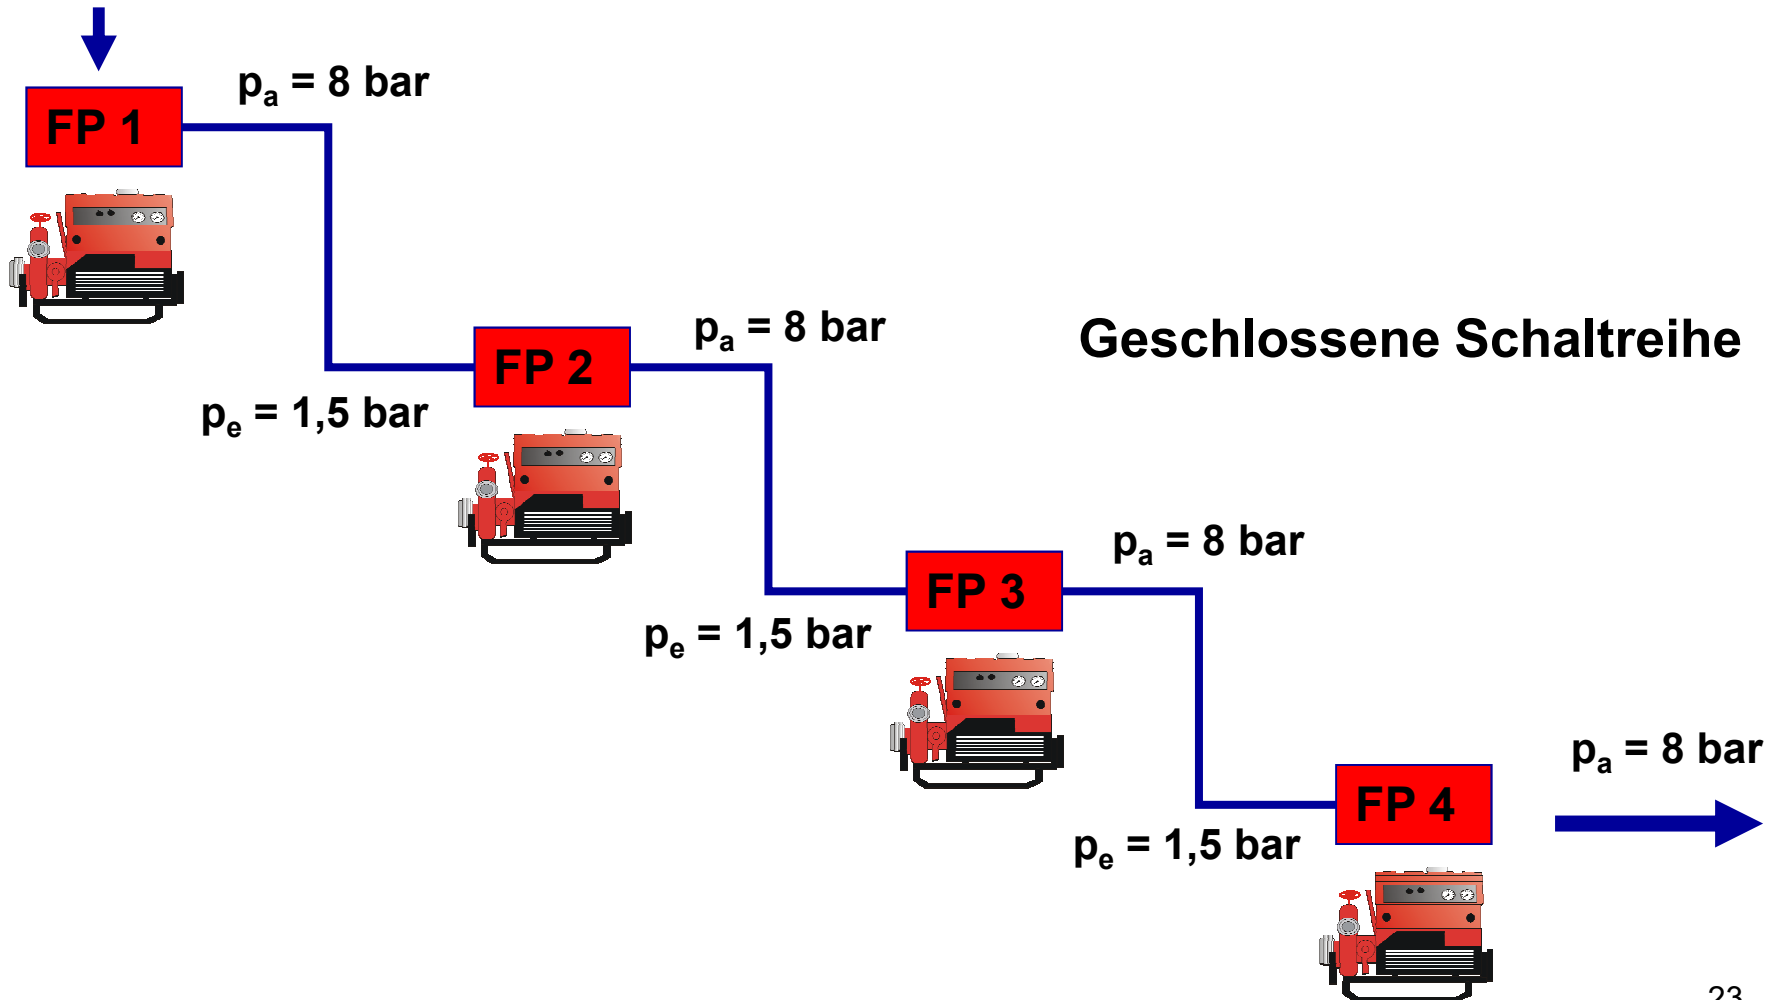 pa = 8 bar
FP 1
pa = 8 bar
Geschlossene Schaltreihe
FP 2
pe = 1,5 bar
pa = 8 bar
FP 3
pe = 1,5 bar
pa = 8 bar
FP 4
pe = 1,5 bar
23